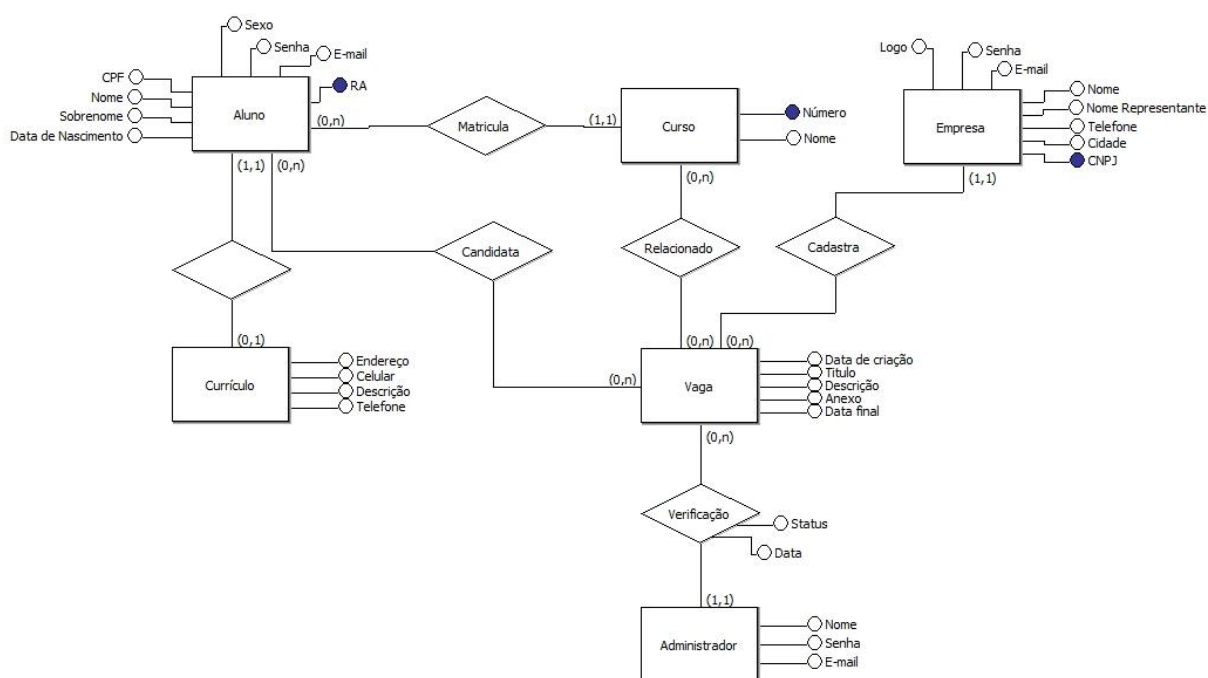 Sexo
Senha
E-mail
CPF
RA
Nome
Sobrenome
Data de Nascimento
Aluno
(0,n)
(1,1)
(0,n)
Matricula
(1,1)
Curso
Número
Nome
(0,n)
Logo
Senha
E-mail
Empresa
Nome
Nome Representante
Telefone
Cidade
CNPJ
(1,1)
Candidata
Relacionado
Cadastra
(0,1)
Currículo
Endereço
Celular
Descrição
Telefone
(0,n)
(0,n)
(0,n)
Vaga
Data de criação
Titulo
Descrição
Anexo
Data final
(0,n)
Verificação
Status
Data
(1,1)
Administrador
Nome
Senha
E-mail